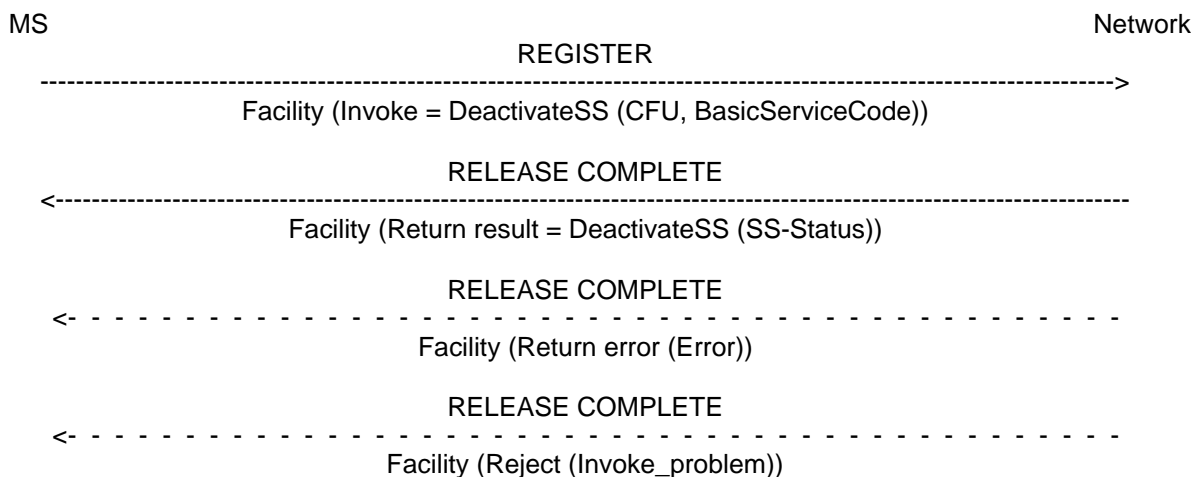 MS Network
REGISTER
Facility (Invoke = DeactivateSS (CFU, BasicServiceCode))
RELEASE COMPLETE
Facility (Return result = DeactivateSS (SS-Status))
RELEASE COMPLETE
Facility (Return error (Error))
RELEASE COMPLETE
Facility (Reject (Invoke_problem))